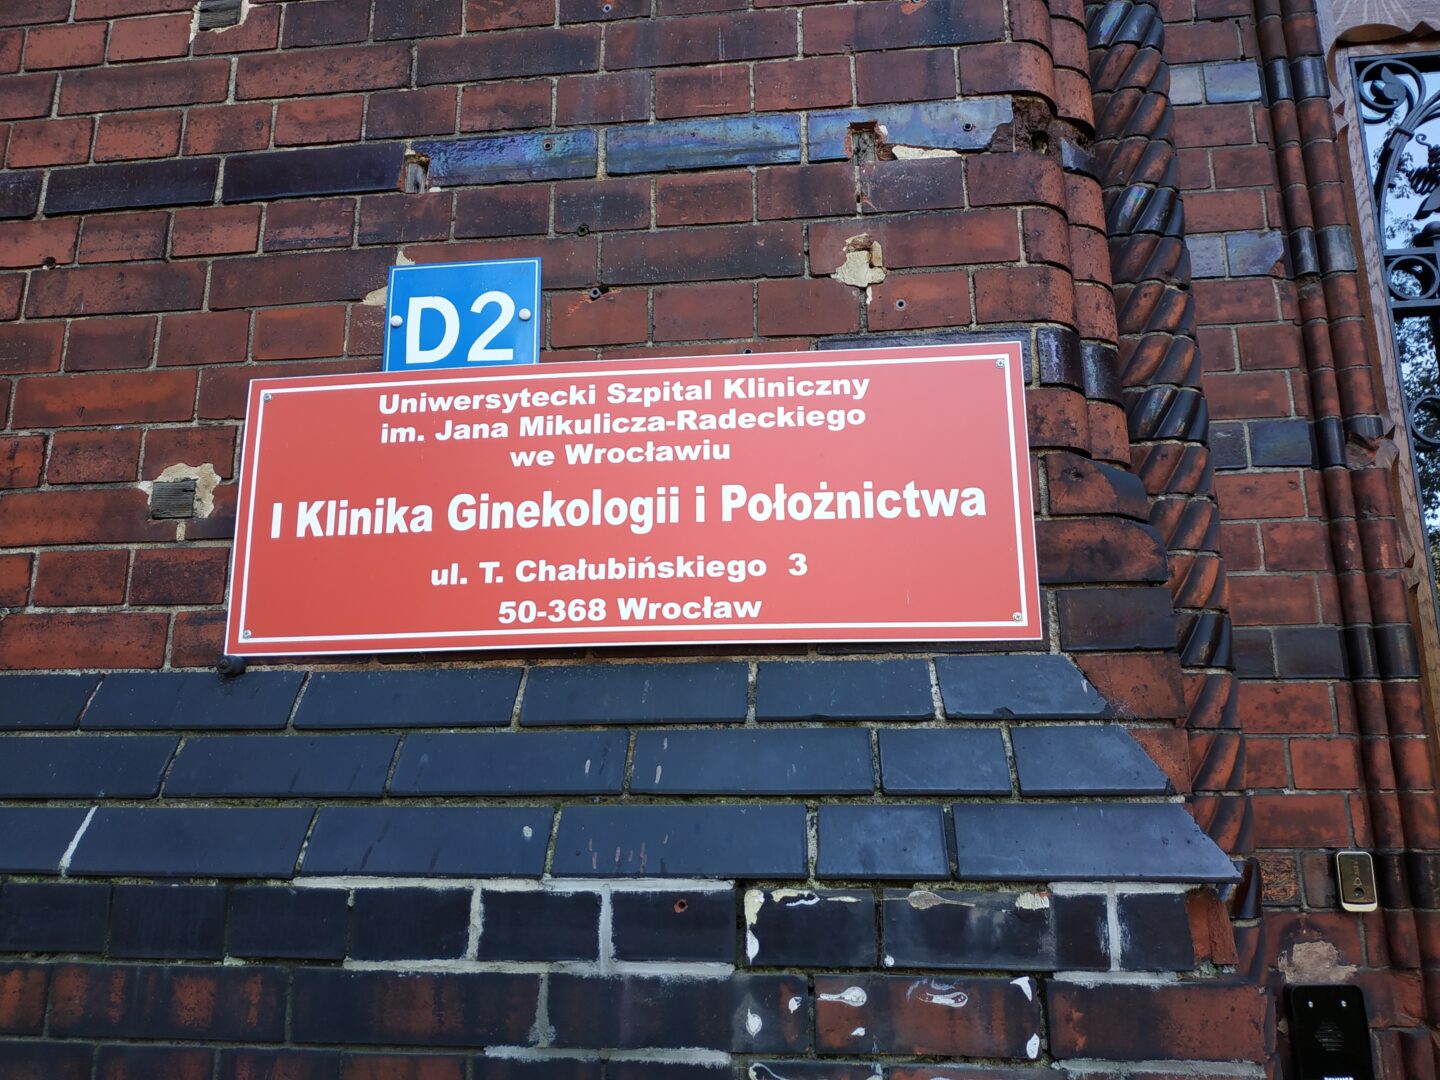 D2
Uniwersytecki Szpital Kliniczny
im. Jana Mikulicza-Radeckiego
we Wrocławiu
I Klinika Ginekologii i Położnictwa
ul. T. Chałubińskiego 3
50-368 Wrocław